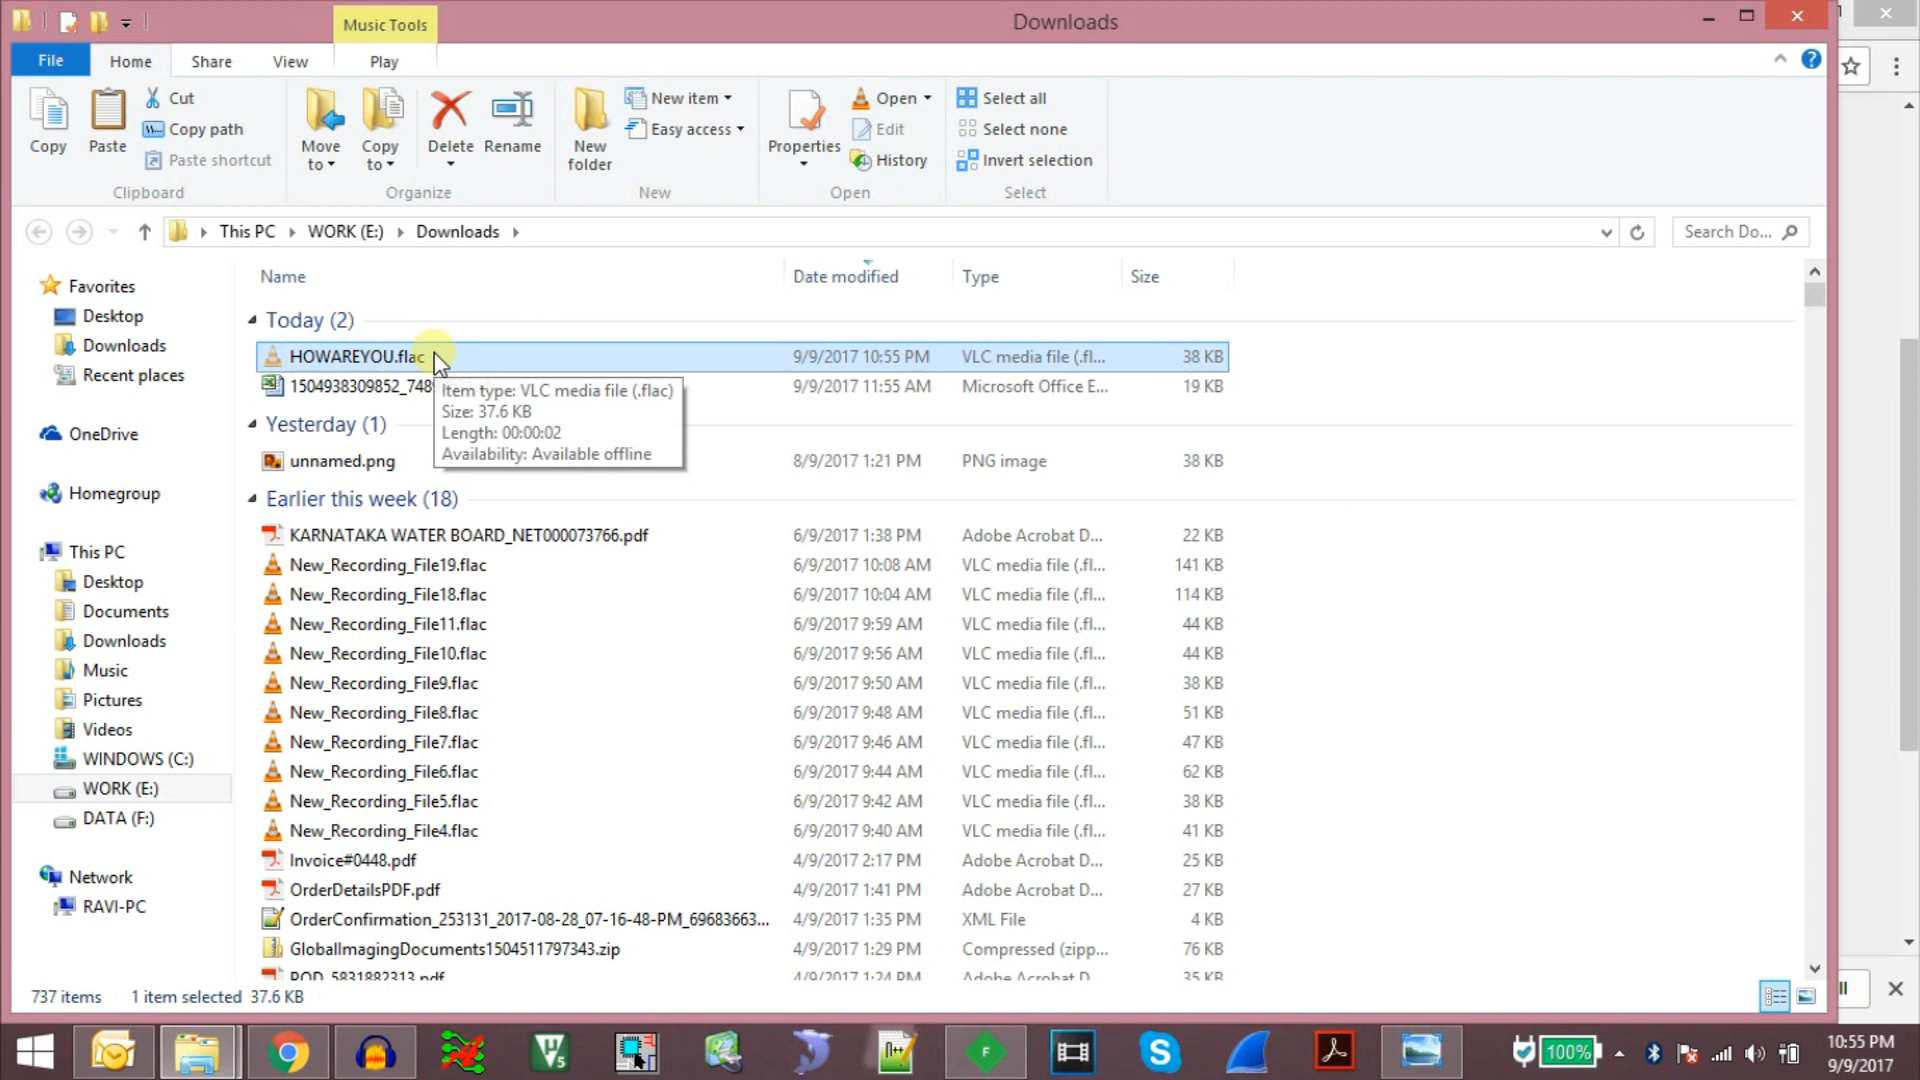 Music Tools
Downloads
File
Home
Share
View
Play
Copy
Paste
Cut
Copy path
Paste shortcut
Clipboard
Move to
Copy to
Delete
Rename
Organize
New folder
New item
Easy access
New
Properties
Open
Edit
History
Open
Select all
Select none
Invert selection
Select
This PC
WORK (E:)
Downloads
Search Do...
Favorites
Desktop
Downloads
Recent places
OneDrive
Homegroup
This PC
Desktop
Documents
Downloads
Music
Pictures
Videos
WINDOWS (C:)
WORK (E:)
DATA (F:)
Network
RAVI-PC
Name Date modified Type Size
Today (2)
HOWAREYOU.flac 9/9/2017 10:55 PM VLC media file (.fl... 38 KB
1504938309852_748 9/9/2017 11:55 AM Microsoft Office E... 19 KB
Item type: VLC media file (.flac)
Size: 37.6 KB
Length: 00:00:02
Availability: Available offline
Yesterday (1)
unnamed.png 8/9/2017 1:21 PM PNG image 38 KB
Earlier this week (18)
KARNATAKA WATER BOARD_NET000073766.pdf 6/9/2017 1:38 PM Adobe Acrobat D... 22 KB
New_Recording_File19.flac 6/9/2017 10:08 AM VLC media file (.fl... 141 KB
New_Recording_File18.flac 6/9/2017 10:04 AM VLC media file (.fl... 114 KB
New_Recording_File11.flac 6/9/2017 9:59 AM VLC media file (.fl... 44 KB
New_Recording_File10.flac 6/9/2017 9:56 AM VLC media file (.fl... 44 KB
New_Recording_File9.flac 6/9/2017 9:50 AM VLC media file (.fl... 38 KB
New_Recording_File8.flac 6/9/2017 9:48 AM VLC media file (.fl... 51 KB
New_Recording_File7.flac 6/9/2017 9:46 AM VLC media file (.fl... 47 KB
New_Recording_File6.flac 6/9/2017 9:44 AM VLC media file (.fl... 62 KB
New_Recording_File5.flac 6/9/2017 9:42 AM VLC media file (.fl... 38 KB
New_Recording_File4.flac 6/9/2017 9:40 AM VLC media file (.fl... 41 KB
Invoice#0448.pdf 4/9/2017 2:17 PM Adobe Acrobat D... 25 KB
OrderDetailsPDF.pdf 4/9/2017 1:41 PM Adobe Acrobat D... 27 KB
OrderConfirmation_253131_2017-08-28_07-16-48-PM_69683663... 4/9/2017 1:35 PM XML File 4 KB
GlobalImagingDocuments1504511797343.zip 4/9/2017 1:29 PM Compressed (zipp... 76 KB
POD_5831882313.pdf 4/9/2017 1:24 PM Adobe Acrobat D... 35 KB
737 items 1 item selected 37.6 KB
100%
10:55 PM
9/9/2017